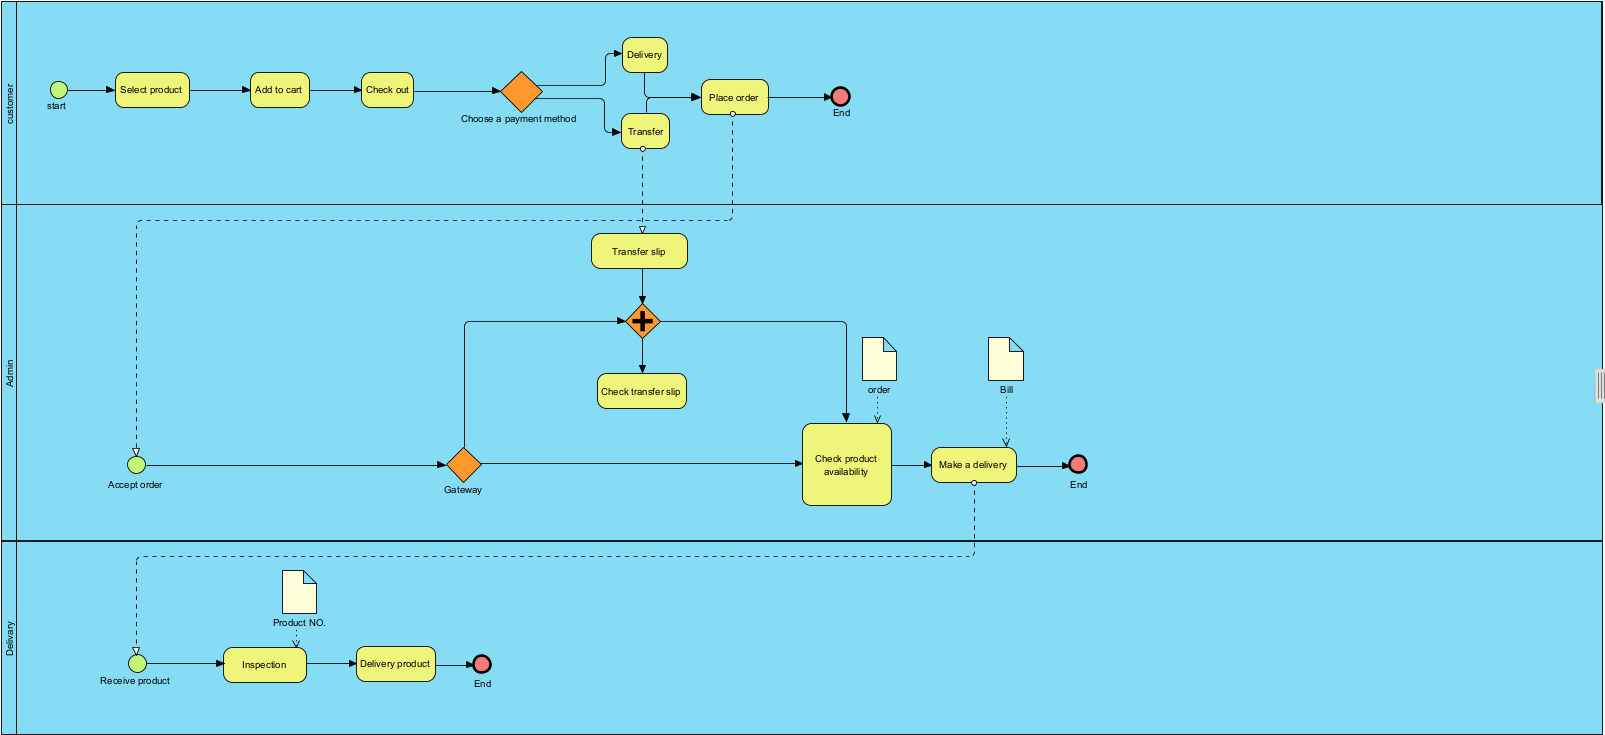 customer
start
Select product
Add to cart
Check out
Choose a payment method
Delivery
Transfer
Place order
End
Admin
Transfer slip
Check transfer slip
Accept order
Gateway
order
Bill
Check product
availability
Make a delivery
End
Delivary
Product NO.
Receive product
Inspection
Delivery product
End